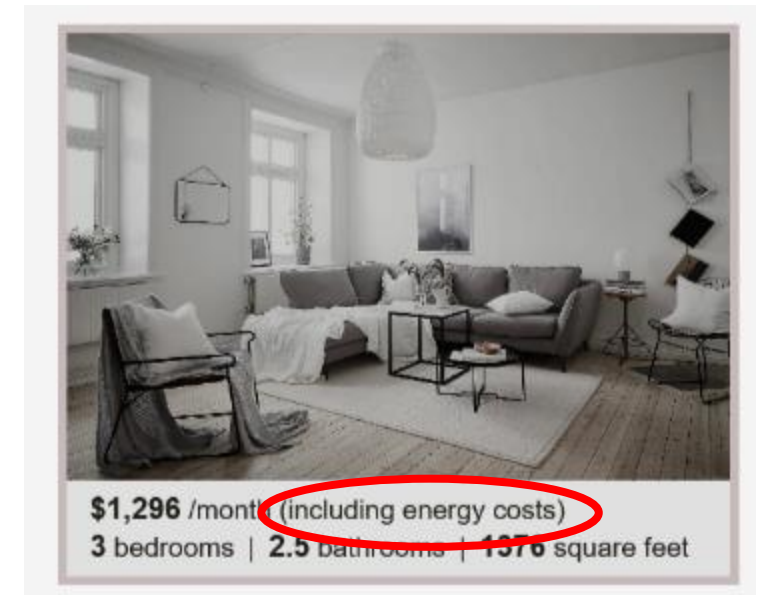 $1,296 /month (including energy costs)
3 bedrooms | 2.5 bathrooms | 1376 square feet